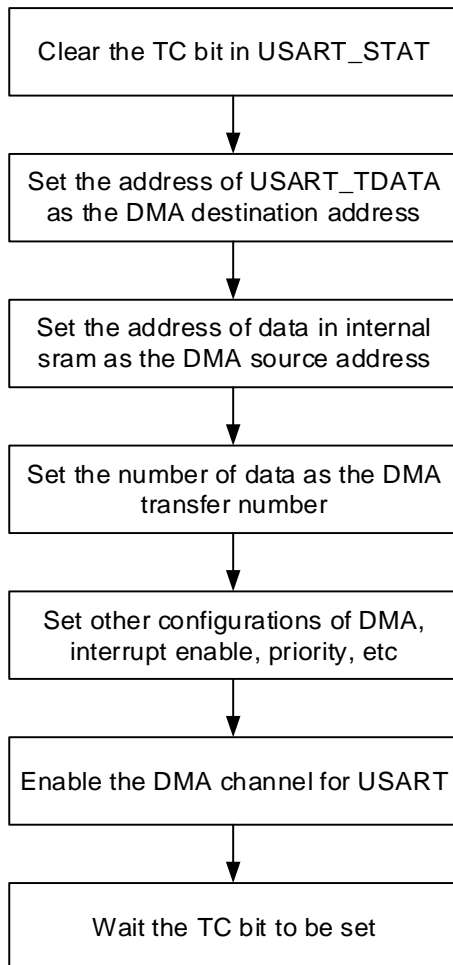 Clear the TC bit in USART_STAT
Set the address of USART_TDATA
as the DMA destination address
Set the address of data in internal
sram as the DMA source address
Set the number of data as the DMA
transfer number
Set other configurations of DMA,
interrupt enable, priority, etc
Enable the DMA channel for USART
Wait the TC bit to be set